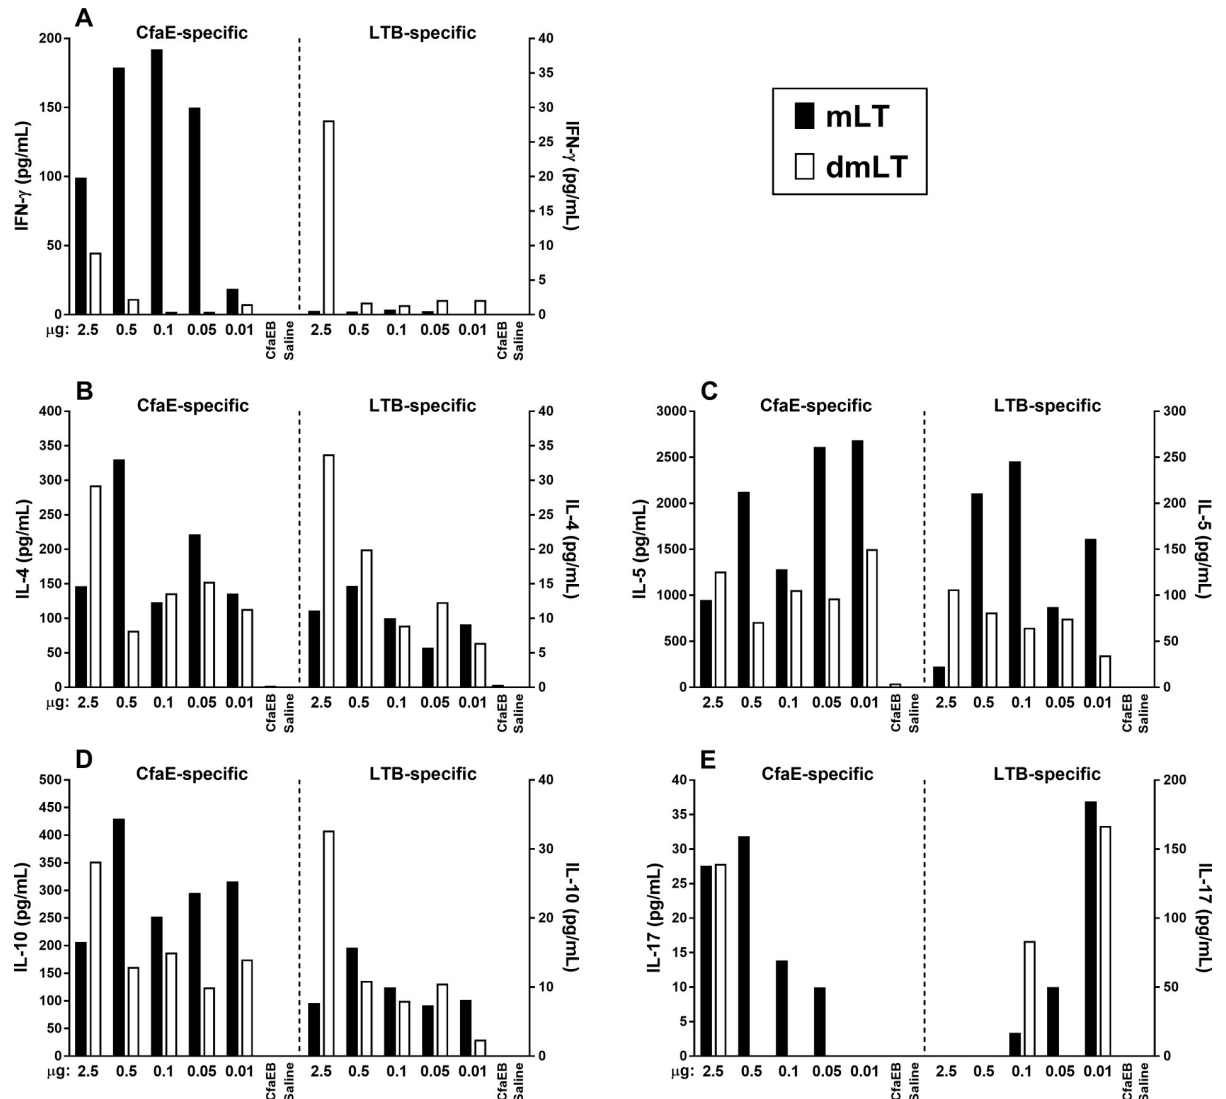 A
CfaE-specific
LTB-specific
200
150
100
50
0
IFN-γ (pg/mL)
40
35
30
25
20
15
10
5
0
IFN-γ (pg/mL)
μg: 2.5 0.5 0.1 0.05 0.01 CfaEB Saline 2.5 0.5 0.1 0.05 0.01 CfaEB Saline
mLT
dmLT
B
CfaE-specific
LTB-specific
400
350
300
250
200
150
100
50
0
IL-4 (pg/mL)
40
35
30
25
20
15
10
5
0
IL-4 (pg/mL)
μg: 2.5 0.5 0.1 0.05 0.01 CfaEB Saline 2.5 0.5 0.1 0.05 0.01 CfaEB Saline
C
CfaE-specific
LTB-specific
3000
2500
2000
1500
1000
500
0
IL-5 (pg/mL)
300
250
200
150
100
50
0
IL-5 (pg/mL)
μg: 2.5 0.5 0.1 0.05 0.01 CfaEB Saline 2.5 0.5 0.1 0.05 0.01 CfaEB Saline
D
CfaE-specific
LTB-specific
500
450
400
350
300
250
200
150
100
50
0
IL-10 (pg/mL)
40
30
20
10
0
IL-10 (pg/mL)
μg: 2.5 0.5 0.1 0.05 0.01 CfaEB Saline 2.5 0.5 0.1 0.05 0.01 CfaEB Saline
E
CfaE-specific
LTB-specific
40
35
30
25
20
15
10
5
0
IL-17 (pg/mL)
200
150
100
50
0
IL-17 (pg/mL)
μg: 2.5 0.5 0.1 0.05 0.01 CfaEB Saline 2.5 0.5 0.1 0.05 0.01 CfaEB Saline